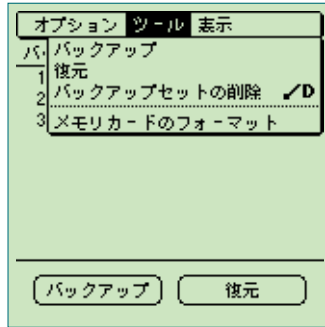 オプション ツール 表示
バックアップ
復元
バックアップセットの削除 ／D
メモリカードのフォーマット
バ
1
2
3
バックアップ 復元